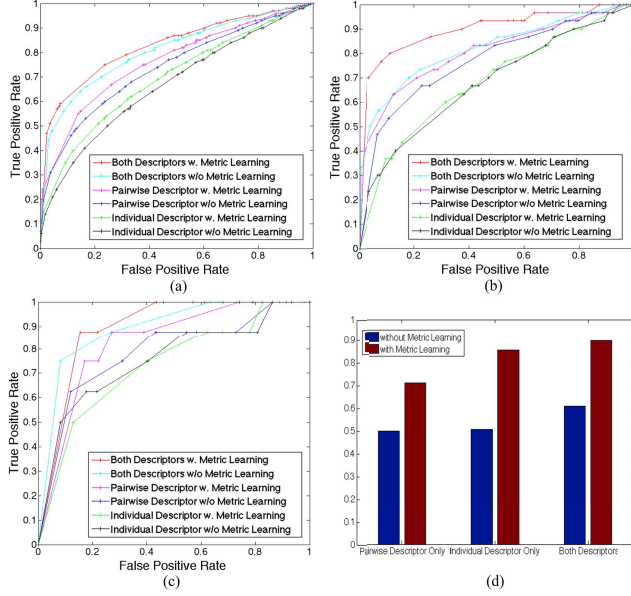 1
0.9
0.8
0.7
0.6
0.5
0.4
0.3
0.2
0.1
0
True Positive Rate
Both Descriptors w. Metric Learning
Both Descriptors w/o Metric Learning
Pairwise Descriptor w. Metric Learning
Pairwise Descriptor w/o Metric Learning
Individual Descriptor w. Metric Learning
Individual Descriptor w/o Metric Learning
0 0.2 0.4 0.6 0.8 1
False Positive Rate
(a)
1
0.9
0.8
0.7
0.6
0.5
0.4
0.3
0.2
0.1
0
True Positive Rate
Both Descriptors w. Metric Learning
Both Descriptors w/o Metric Learning
Pairwise Descriptor w. Metric Learning
Pairwise Descriptor w/o Metric Learning
Individual Descriptor w. Metric Learning
Individual Descriptor w/o Metric Learning
0 0.2 0.4 0.6 0.8 1
False Positive Rate
(b)
1
0.9
0.8
0.7
0.6
0.5
0.4
0.3
0.2
0.1
0
True Positive Rate
Both Descriptors w. Metric Learning
Both Descriptors w/o Metric Learning
Pairwise Descriptor w. Metric Learning
Pairwise Descriptor w/o Metric Learning
Individual Descriptor w. Metric Learning
Individual Descriptor w/o Metric Learning
0 0.2 0.4 0.6 0.8 1
False Positive Rate
(c)
1
0.9
0.8
0.7
0.6
0.5
0.4
0.3
0.2
0.1
0
without Metric Learning
with Metric Learning
Pairwise Descriptor Only Individual Descriptor Only Both Descriptors
(d)